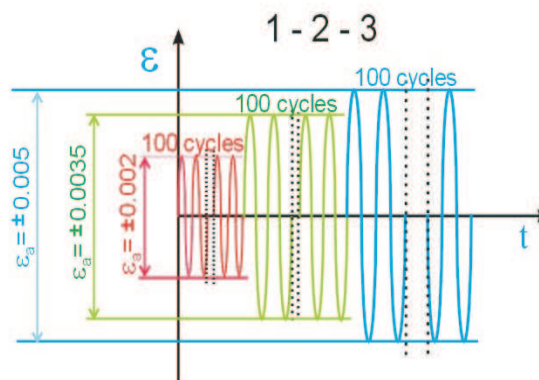 1 - 2 - 3
ε
100 cycles
100 cycles
100 cycles
εa = ±0.005
εa = ±0.0035
εa = ±0.002
t